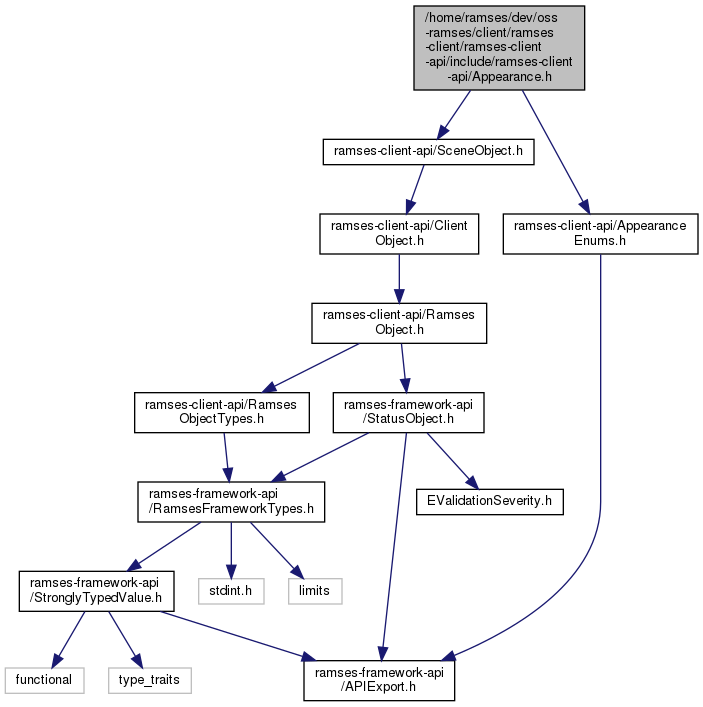 /home/ramses/dev/oss
-ramses/client/ramses
-client/ramses-client
-api/include/ramses-client
-api/Appearance.h
ramses-client-api/SceneObject.h
ramses-client-api/Client
Object.h
ramses-client-api/Appearance
Enums.h
ramses-client-api/Ramses
Object.h
ramses-client-api/Ramses
ObjectTypes.h
ramses-framework-api
/StatusObject.h
ramses-framework-api
/RamsesFrameworkTypes.h
EValidationSeverity.h
ramses-framework-api
/StronglyTypedValue.h
stdint.h
limits
functional
type_traits
ramses-framework-api
/APIExport.h